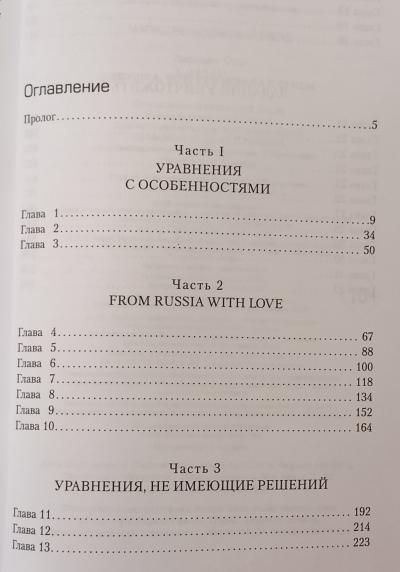 Оглавление
Пролог 5
Часть I
УРАВНЕНИЯ
С ОСОБЕННОСТЯМИ
Глава 1 9
Глава 2 34
Глава 3 50
Часть 2
FROM RUSSIA WITH LOVE
Глава 4 67
Глава 5 88
Глава 6 100
Глава 7 118
Глава 8 134
Глава 9 152
Глава 10 164
Часть 3
УРАВНЕНИЯ, НЕ ИМЕЮЩИЕ РЕШЕНИЙ
Глава 11 192
Глава 12 214
Глава 13 223